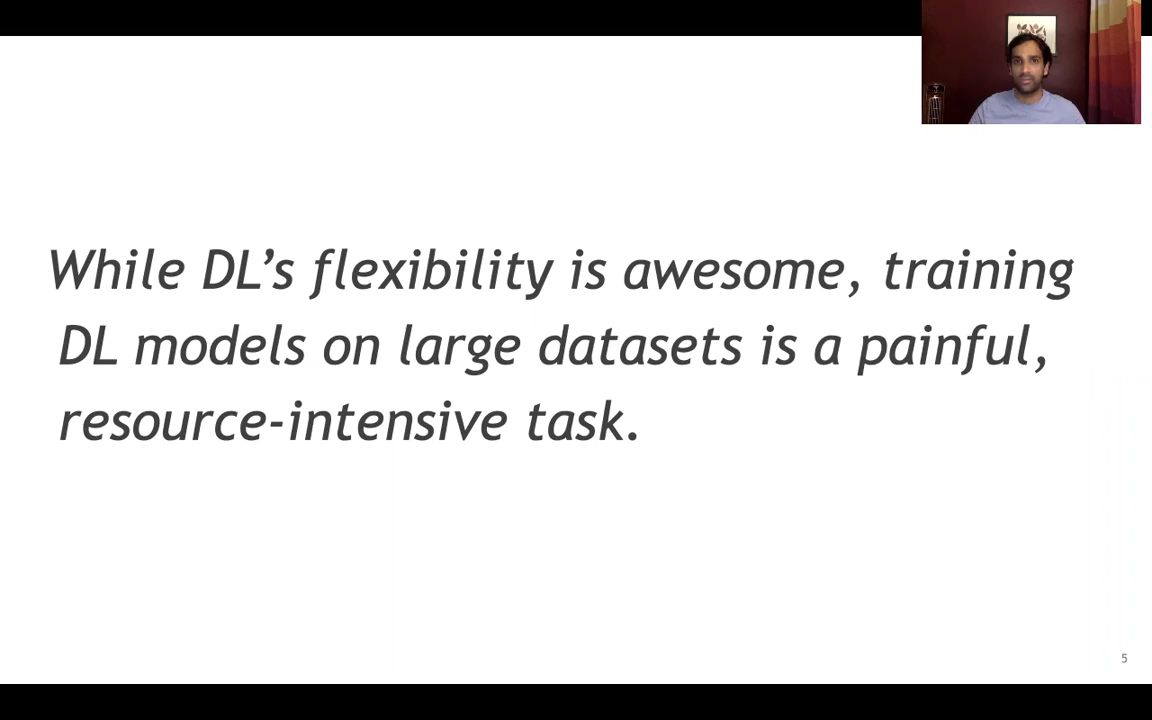 While DL’s flexibility is awesome, training
DL models on large datasets is a painful,
resource-intensive task.
5